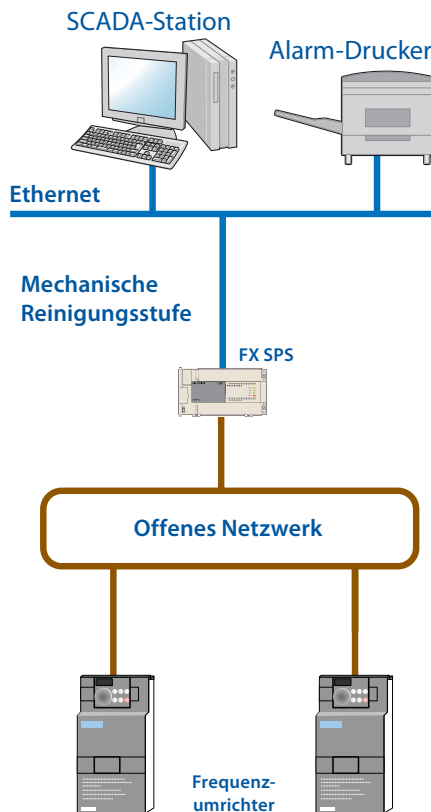 SCADA-Station
Alarm-Drucker
Ethernet
Mechanische
Reinigungsstufe
FX SPS
Offenes Netzwerk
Frequenz-
umrichter